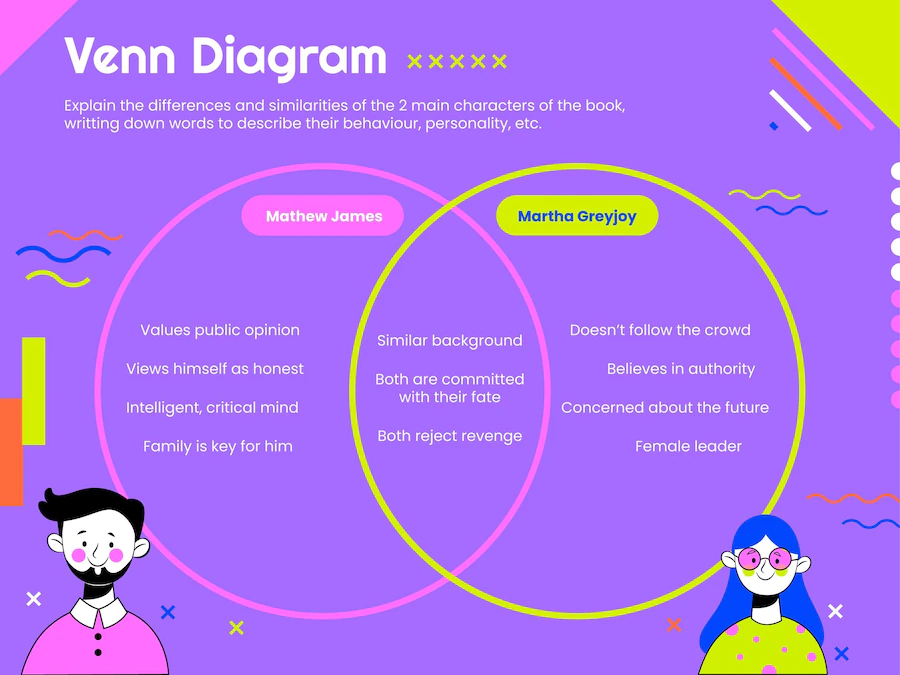 Venn Diagram
Explain the differences and similarities of the 2 main characters of the book,
writting down words to describe their behaviour, personality, etc.
Mathew James
Martha Greyjoy
Values public opinion
Views himself as honest
Intelligent, critical mind
Family is key for him
Similar background
Both are committed
with their fate
Both reject revenge
Doesn’t follow the crowd
Believes in authority
Concerned about the future
Female leader